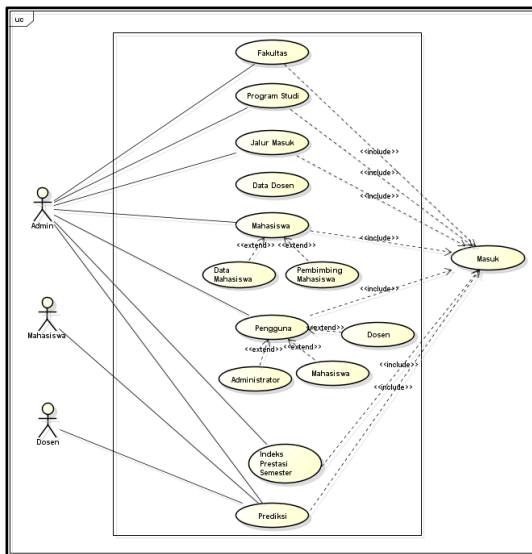 uc
Fakultas
Program Studi
Jalur Masuk
<<include>>
<<include>>
Data Dosen
<<include>>
Admin
Mahasiswa
<<include>>
<<extend>>
<<extend>>
Masuk
Data
Mahasiswa
Pembimbing
Mahasiswa
<<include>>
Mahasiswa
Pengguna
<<extend>>
Dosen
<<extend>>
<<extend>>
<<include>>
Administrator
Mahasiswa
<<include>>
Dosen
Indeks
Prestasi
Semester
Prediksi